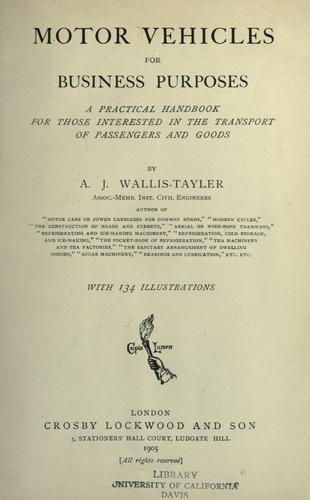 MOTOR VEHICLES
FOR
BUSINESS PURPOSES
A PRACTICAL HANDBOOK
FOR THOSE INTERESTED IN THE TRANSPORT
OF PASSENGERS AND GOODS
BY
A. J. WALLIS-TAYLER
ASSOC.-MEMB. INST. CIVIL ENGINEERS
AUTHOR OF
"MOTOR CARS OR POWER CARRIAGES FOR COMMON ROADS," "MODERN CYCLES,"
"THE CONSTRUCTION OF ROADS AND STREETS," "AERIAL OR WIRE-ROPE TRAMWAYS,"
"REFRIGERATING AND ICE-MAKING MACHINERY," "REFRIGERATION, COLD STORAGE,
AND ICE-MAKING," "THE POCKET-BOOK OF REFRIGERATION," "TEA MACHINERY
AND TEA FACTORIES," "THE SANITARY ARRANGEMENT OF DWELLING
HOUSES," "SUGAR MACHINERY," "BEARINGS AND LUBRICATION," ETC. ETC.
WITH 134 ILLUSTRATIONS
Capio Lumen
LONDON
CROSBY LOCKWOOD AND SON
7, STATIONERS' HALL COURT, LUDGATE HILL
1905
[All rights reserved]
LIBRARY
UNIVERSITY OF CALIFORNIA
DAVIS